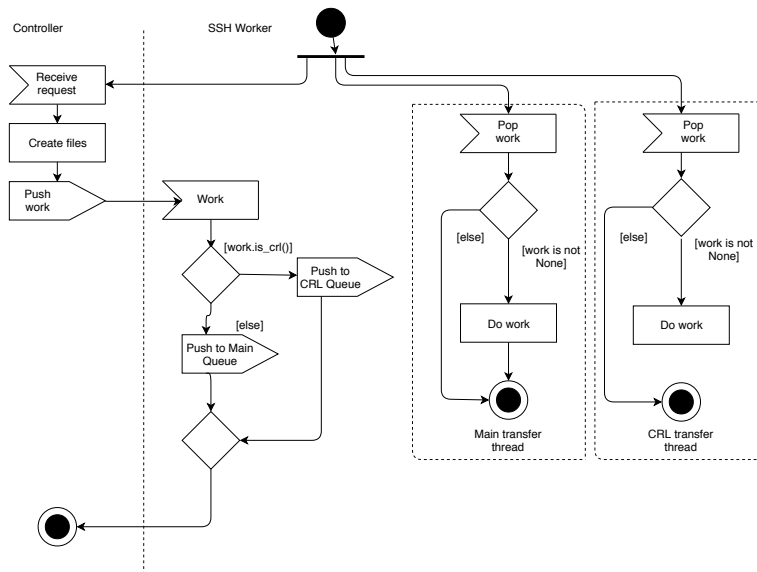 Controller
SSH Worker
Receive
request
Create files
Push
work
Work
[work.is_crl()]
Push to
CRL Queue
[else]
Push to Main
Queue
Pop
work
[else]
[work is not
None]
Do work
Main transfer
thread
Pop
work
[else]
[work is not
None]
Do work
CRL transfer
thread